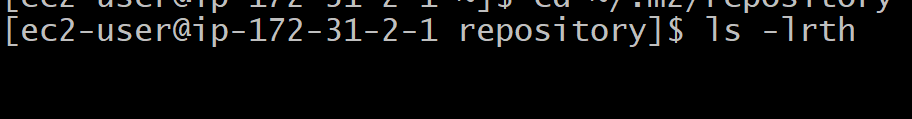 [ec2-user@ip-172-31-2-1 ~]$ cd ~/.m2/repository
[ec2-user@ip-172-31-2-1 repository]$ ls -lrth